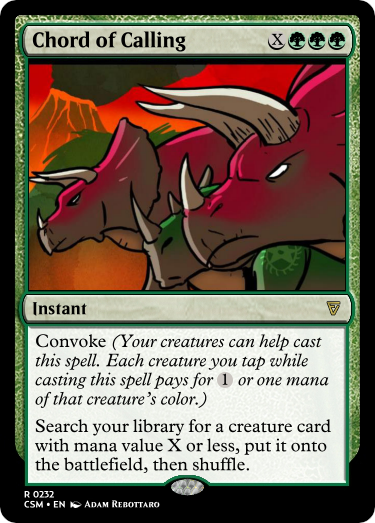 Chord of Calling X
Instant
Convoke (Your creatures can help cast
this spell. Each creature you tap while
casting this spell pays for 1 or one mana
of that creature's color.)
Search your library for a creature card
with mana value X or less, put it onto
the battlefield, then shuffle.
R 0232
CSM • EN Adam Rebottaro